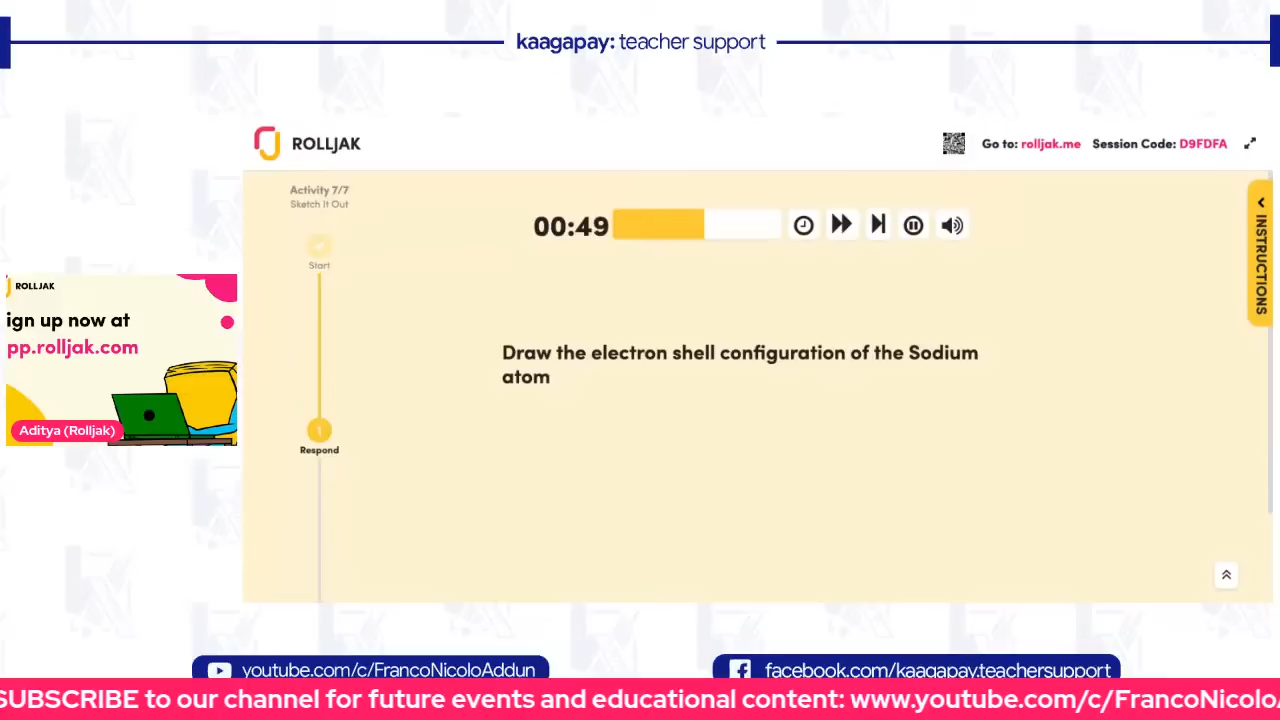 kaagapay: teacher support
ROLLJAK
Go to: rolljak.me Session Code: D9FDFA
Activity 7/7
Sketch It Out
00:49
Start
INSTRUCTIONS
Draw the electron shell configuration of the Sodium
atom
1
Respond
ROLLJAK
ign up now at
pp.rolljak.com
Aditya (Rolljak)
youtube.com/c/FrancoNicoloAddun
facebook.com/kaagapay.teachersupport
SUBSCRIBE to our channel for future events and educational content: www.youtube.com/c/FrancoNicolo